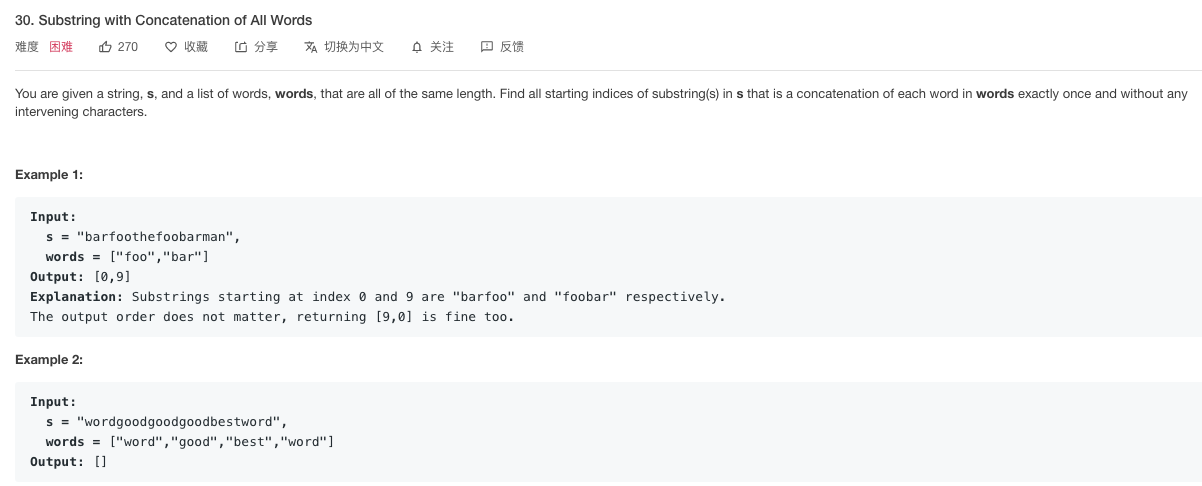 30. Substring with Concatenation of All Words
难度 困难 270 收藏 分享 切换为中文 关注 反馈
You are given a string, s, and a list of words, words, that are all of the same length. Find all starting indices of substring(s) in s that is a concatenation of each word in words exactly once and without any
intervening characters.
Example 1:
Input:
s = "barfoothefoobarman",
words = ["foo","bar"]
Output: [0,9]
Explanation: Substrings starting at index 0 and 9 are "barfoo" and "foobar" respectively.
The output order does not matter, returning [9,0] is fine too.
Example 2:
Input:
s = "wordgoodgoodgoodbestword",
words = ["word","good","best","word"]
Output: []